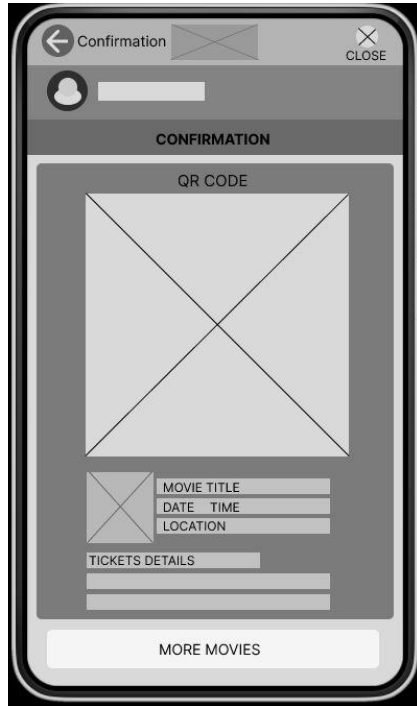 Confirmation
CLOSE
CONFIRMATION
QR CODE
MOVIE TITLE
DATE TIME
LOCATION
TICKETS DETAILS
MORE MOVIES